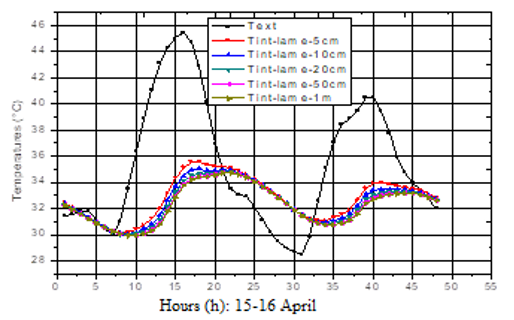 46
44
42
40
38
36
34
32
30
28
Temperatures (°C)
Text
Tint-lame-5cm
Tint-lame-10cm
Tint-lame-20cm
Tint-lame-50cm
Tint-lame-1m
0 5 10 15 20 25 30 35 40 45 50 55
Hours (h): 15-16 April